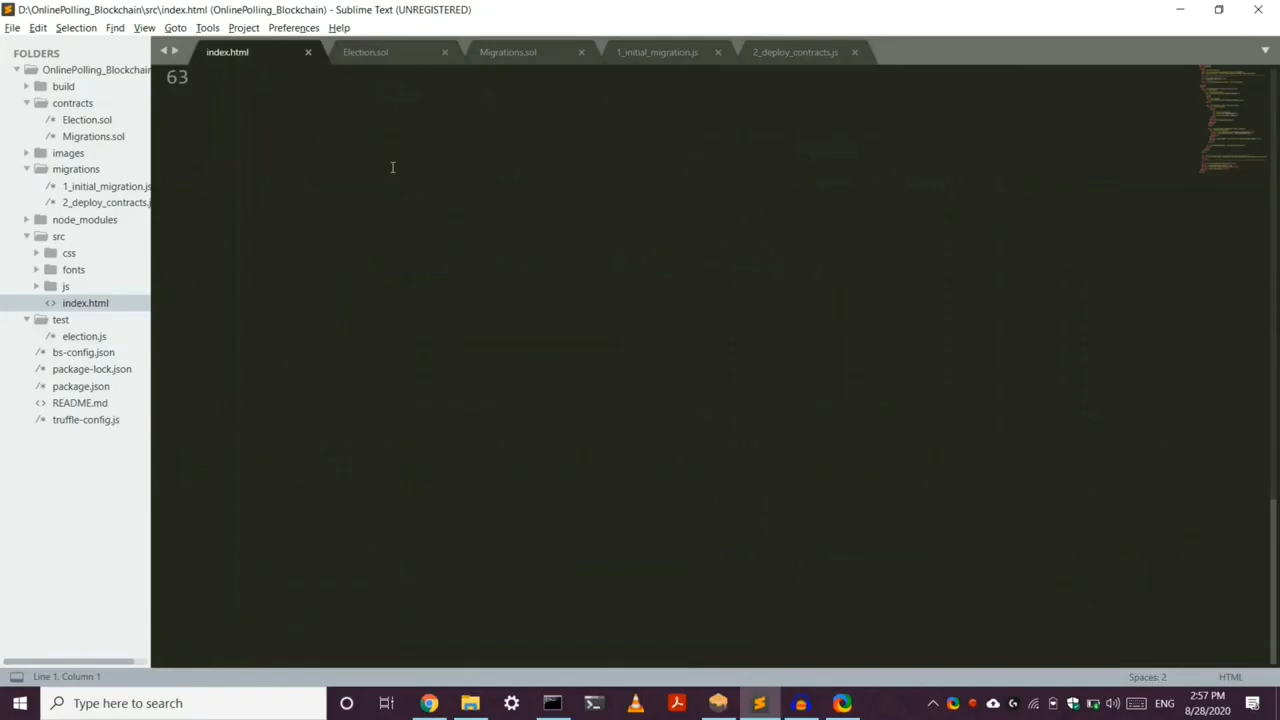 D:\OnlinePolling_Blockchain\src\index.html (OnlinePolling_Blockchain) - Sublime Text (UNREGISTERED)
File Edit Selection Find View Goto Tools Project Preferences Help
FOLDERS
OnlinePolling_Blockchain
build
contracts
Election.sol
Migrations.sol
images
migrations
1_initial_migration.js
2_deploy_contracts.j
node_modules
src
css
fonts
js
index.html
test
election.js
bs-config.json
package-lock.json
package.json
README.md
truffle-config.js
index.html Election.sol Migrations.sol 1_initial_migration.js 2_deploy_contracts.js
63
Line 1, Column 1 Spaces: 2 HTML
Type here to search
ENG
2:57 PM
8/28/2020